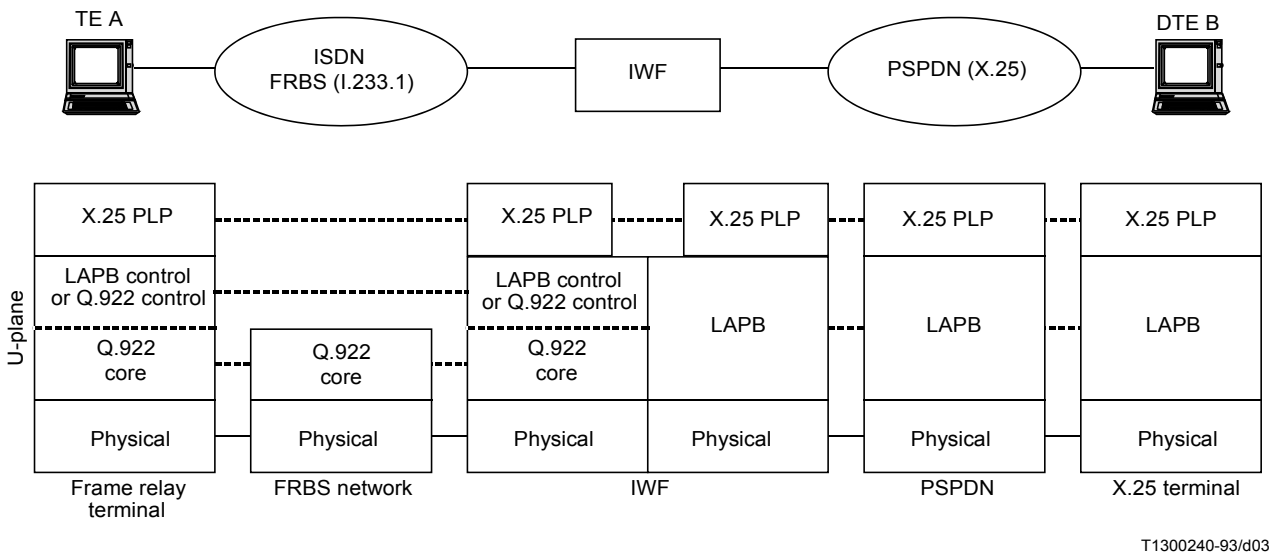 TE A
DTE B
ISDN
FRBS (I.233.1)
IWF
PSPDN (X.25)
U-plane
X.25 PLP
X.25 PLP
X.25 PLP
X.25 PLP
X.25 PLP
LAPB control
or Q.922 control
LAPB control
or Q.922 control
LAPB
LAPB
LAPB
Q.922
core
Q.922
core
Q.922
core
Physical
Physical
Physical
Physical
Physical
Physical
Frame relay
terminal
FRBS network
IWF
PSPDN
X.25 terminal
T1300240-93/d03